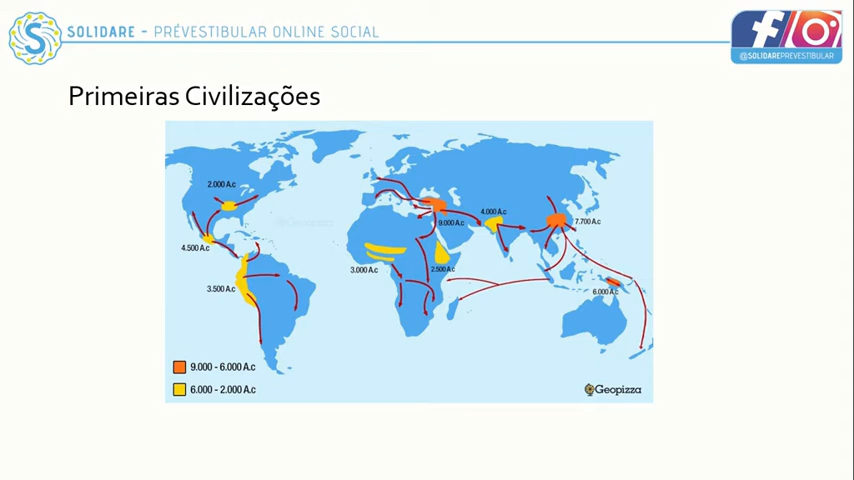 SOLIDARE - PRÉVESTIBULAR ONLINE SOCIAL
@SOLIDAREPREVESTIBULAR
Primeiras Civilizações
2.000 A.c
4.500 A.c
3.500 A.c
3.000 A.c
2.500 A.c
9.000 A.c
4.000 A.c
7.700 A.c
6.000 A.c
9.000 - 6.000 A.c
6.000 - 2.000 A.c
Geopizza